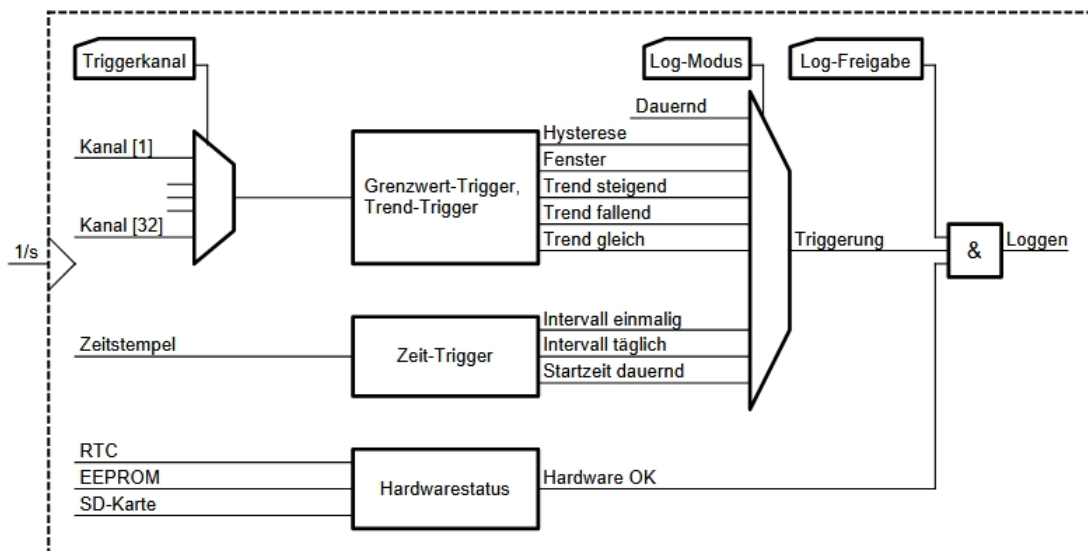 Triggerkanal
Log-Modus
Log-Freigabe
Dauernd
Kanal [1]
Hysterese
Fenster
Grenzwert-Trigger,
Trend-Trigger
Trend steigend
Trend fallend
Kanal [32]
Trend gleich
Triggerung
&
Loggen
1/s
Zeitstempel
Zeit-Trigger
Intervall einmalig
Intervall täglich
Startzeit dauernd
RTC
EEPROM
SD-Karte
Hardwarestatus
Hardware OK